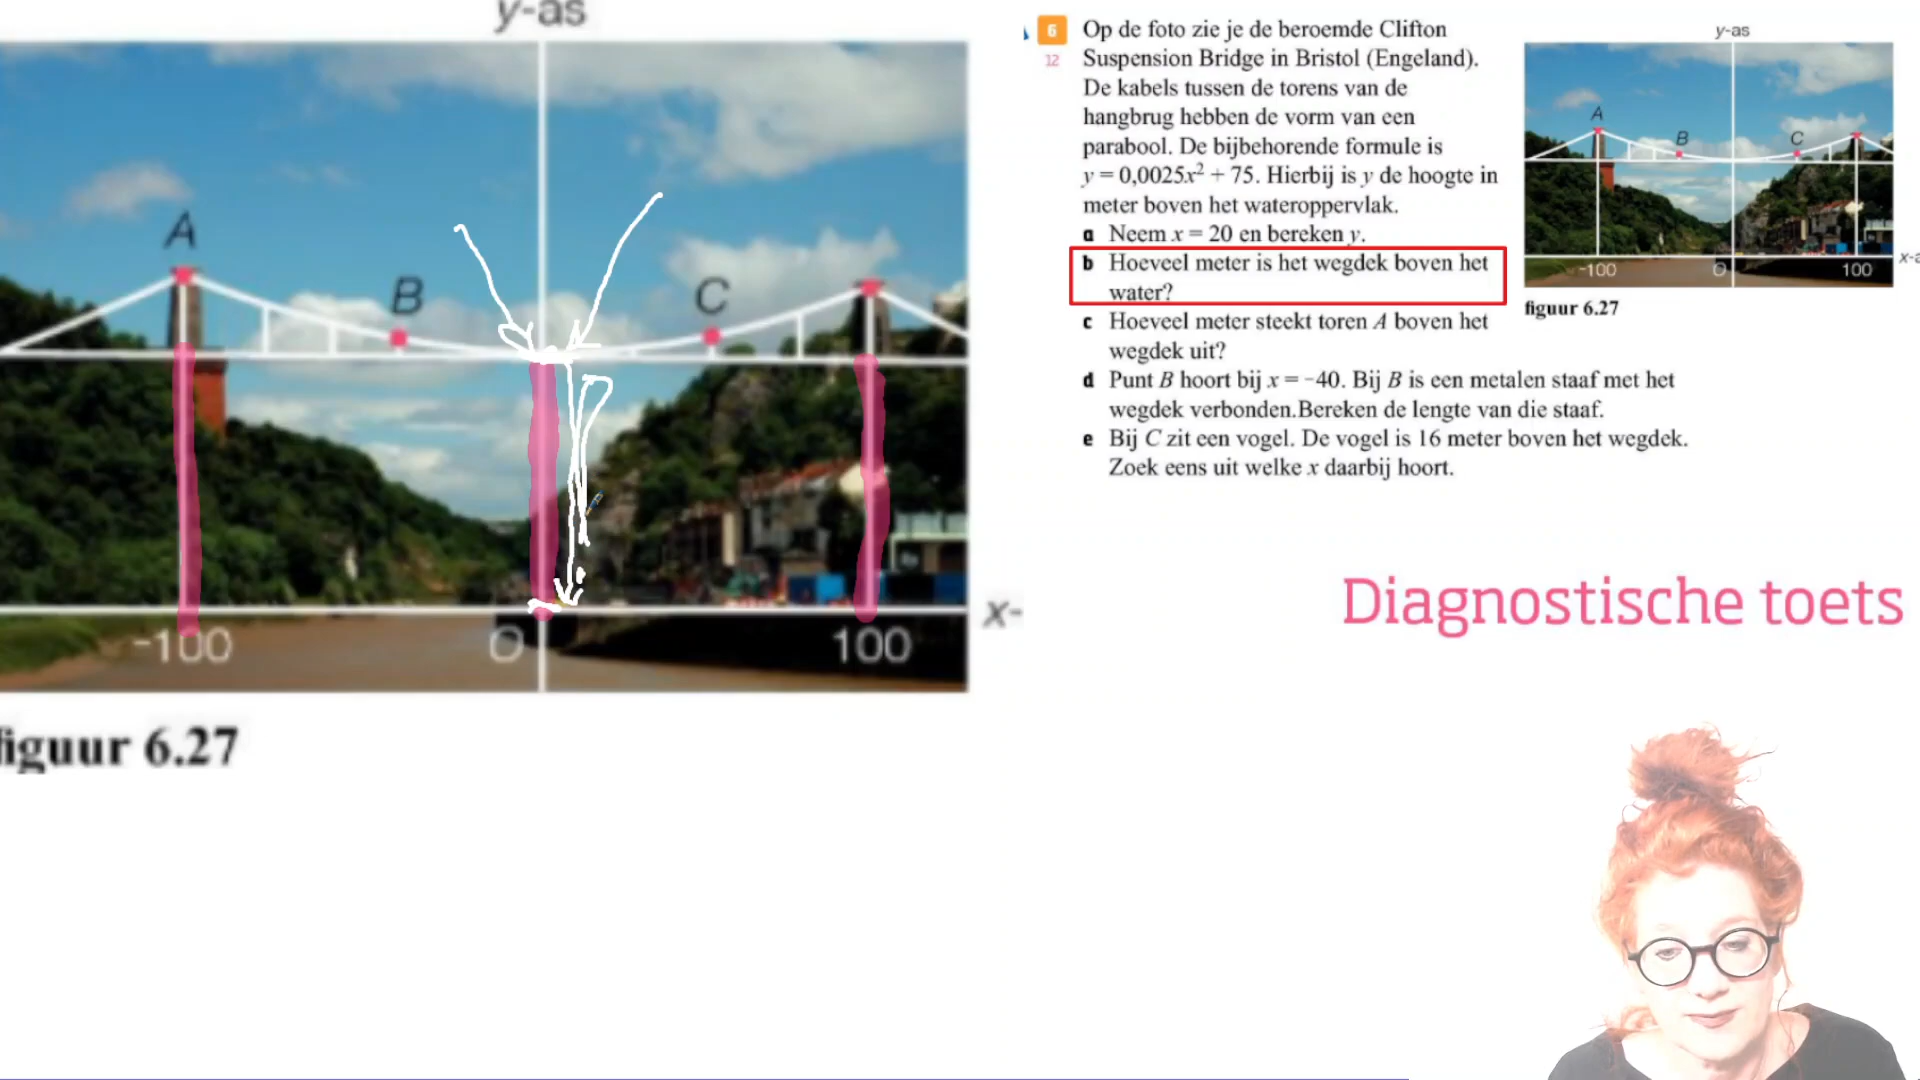 y-as
A
B
C
-100
O
100
x-
figuur 6.27
6
12
Op de foto zie je de beroemde Clifton
Suspension Bridge in Bristol (Engeland).
De kabels tussen de torens van de
hangbrug hebben de vorm van een
parabool. De bijbehorende formule is
y = 0,0025x² + 75. Hierbij is y de hoogte in
meter boven het wateroppervlak.
a Neem x = 20 en bereken y.
b Hoeveel meter is het wegdek boven het
water?
c Hoeveel meter steekt toren A boven het
wegdek uit?
d Punt B hoort bij x = −40. Bij B is een metalen staaf met het
wegdek verbonden.Bereken de lengte van die staaf.
e Bij C zit een vogel. De vogel is 16 meter boven het wegdek.
Zoek eens uit welke x daarbij hoort.
y-as
A
B
C
-100
O
100
x-a
figuur 6.27
Diagnostische toets